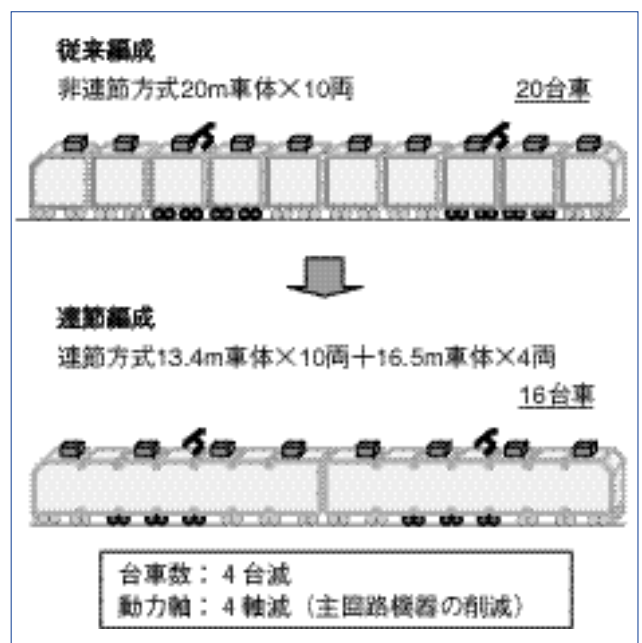 従来編成
非連節方式20m車体×10両
20台車
連節編成
連節方式13.4m車体×10両＋16.5m車体×4両
16台車
台車数：4台減
動力軸：4軸減（主回路機器の削減）